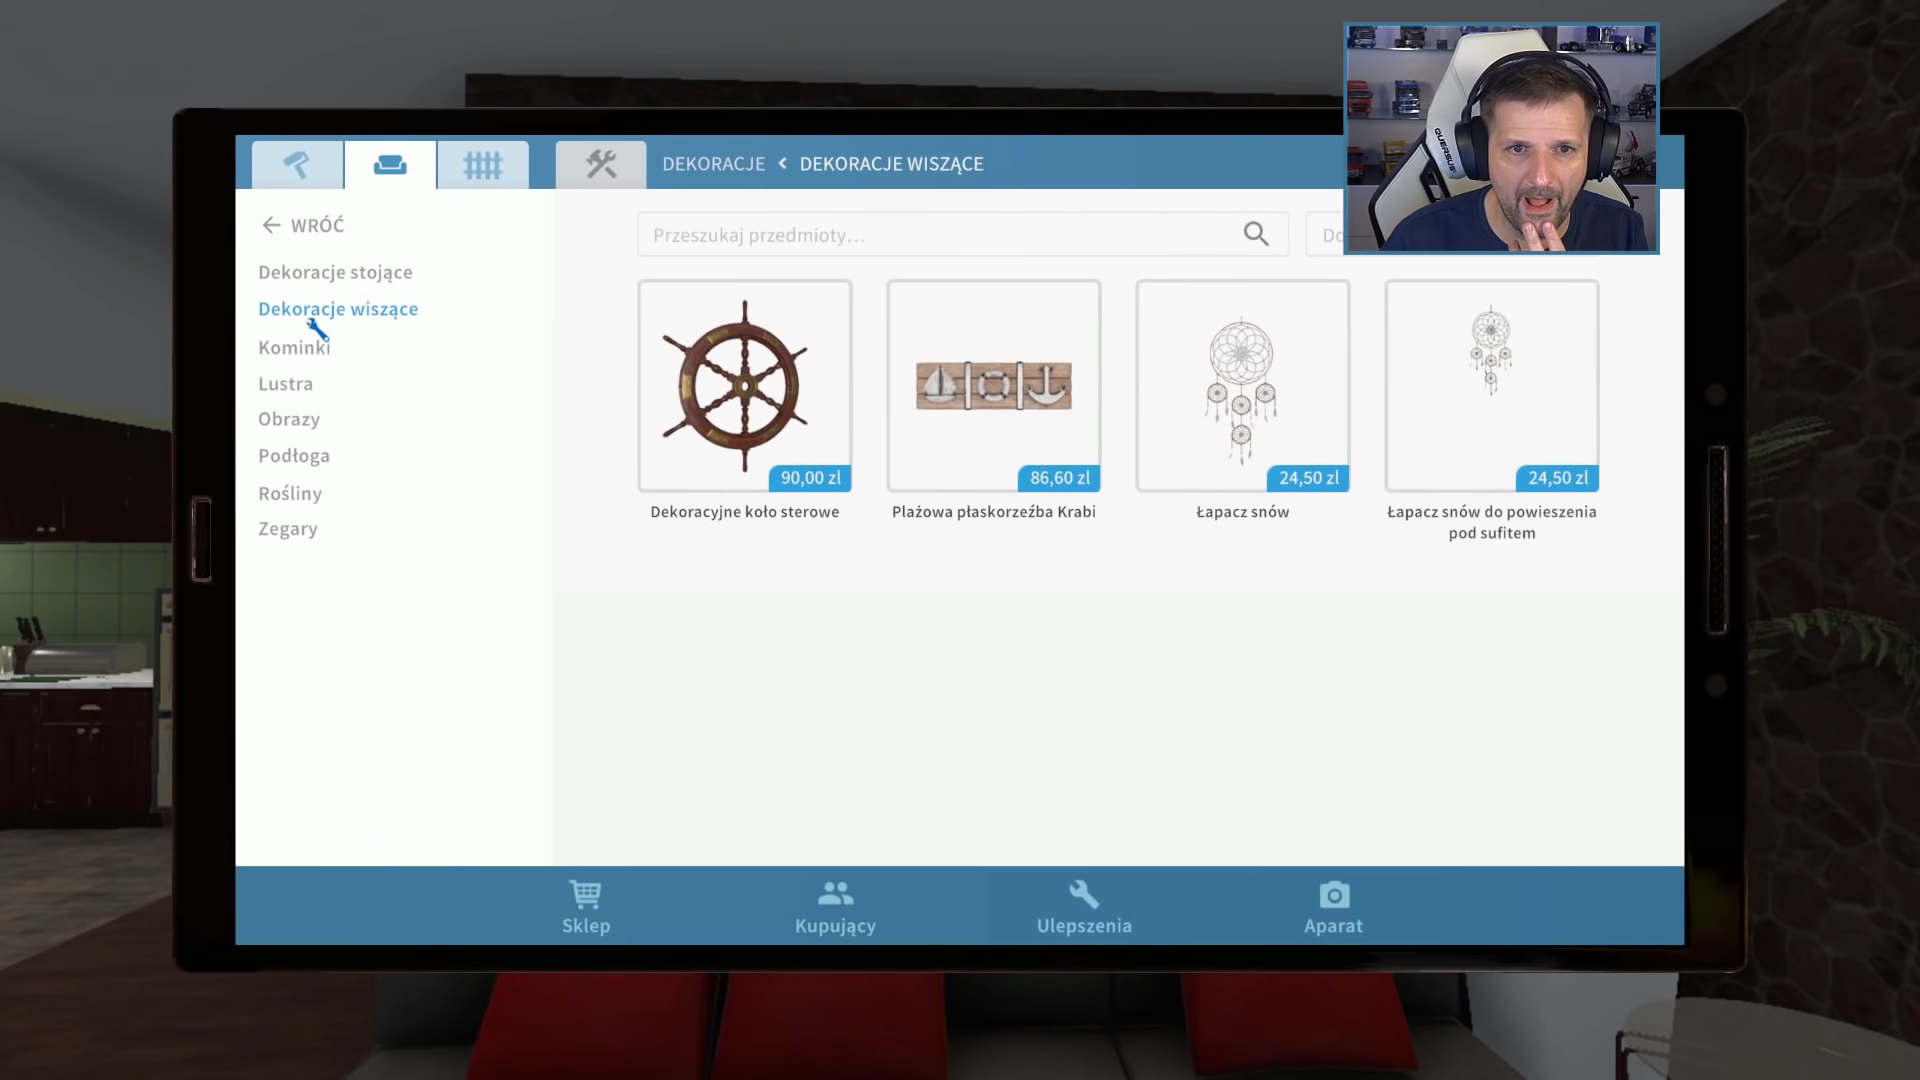 DEKORACJE < DEKORACJE WISZĄCE
QUERSUS
WRÓĆ
Przeszukaj przedmioty…
Do
Dekoracje stojące
Dekoracje wiszące
Kominki
Lustra
Obrazy
Podłoga
Rośliny
Zegary
90,00 zl
86,60 zl
24,50 zl
24,50 zl
Dekoracyjne koło sterowe
Plażowa płaskorzeźba Krabi
Łapacz snów
Łapacz snów do powieszenia
pod sufitem
Sklep
Kupujący
Ulepszenia
Aparat